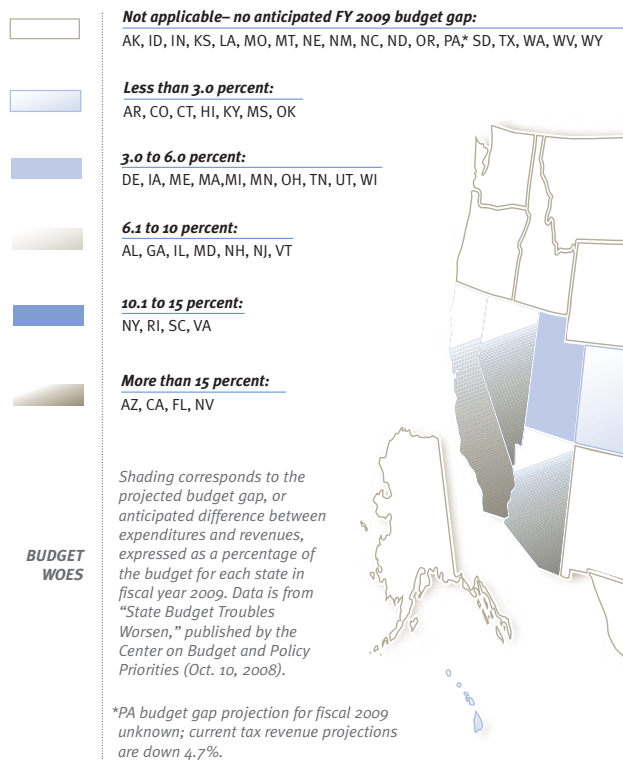 Not applicable– no anticipated FY 2009 budget gap:
AK, ID, IN, KS, LA, MO, MT, NE, NM, NC, ND, OR, PA,* SD, TX, WA, WV, WY
Less than 3.0 percent:
AR, CO, CT, HI, KY, MS, OK
3.0 to 6.0 percent:
DE, IA, ME, MA,MI, MN, OH, TN, UT, WI
6.1 to 10 percent:
AL, GA, IL, MD, NH, NJ, VT
10.1 to 15 percent:
NY, RI, SC, VA
More than 15 percent:
AZ, CA, FL, NV
BUDGET
WOES
Shading corresponds to the
projected budget gap, or
anticipated difference between
expenditures and revenues,
expressed as a percentage of
the budget for each state in
fiscal year 2009. Data is from
“State Budget Troubles
Worsen,” published by the
Center on Budget and Policy
Priorities (Oct. 10, 2008).
*PA budget gap projection for fiscal 2009
unknown; current tax revenue projections
are down 4.7%.